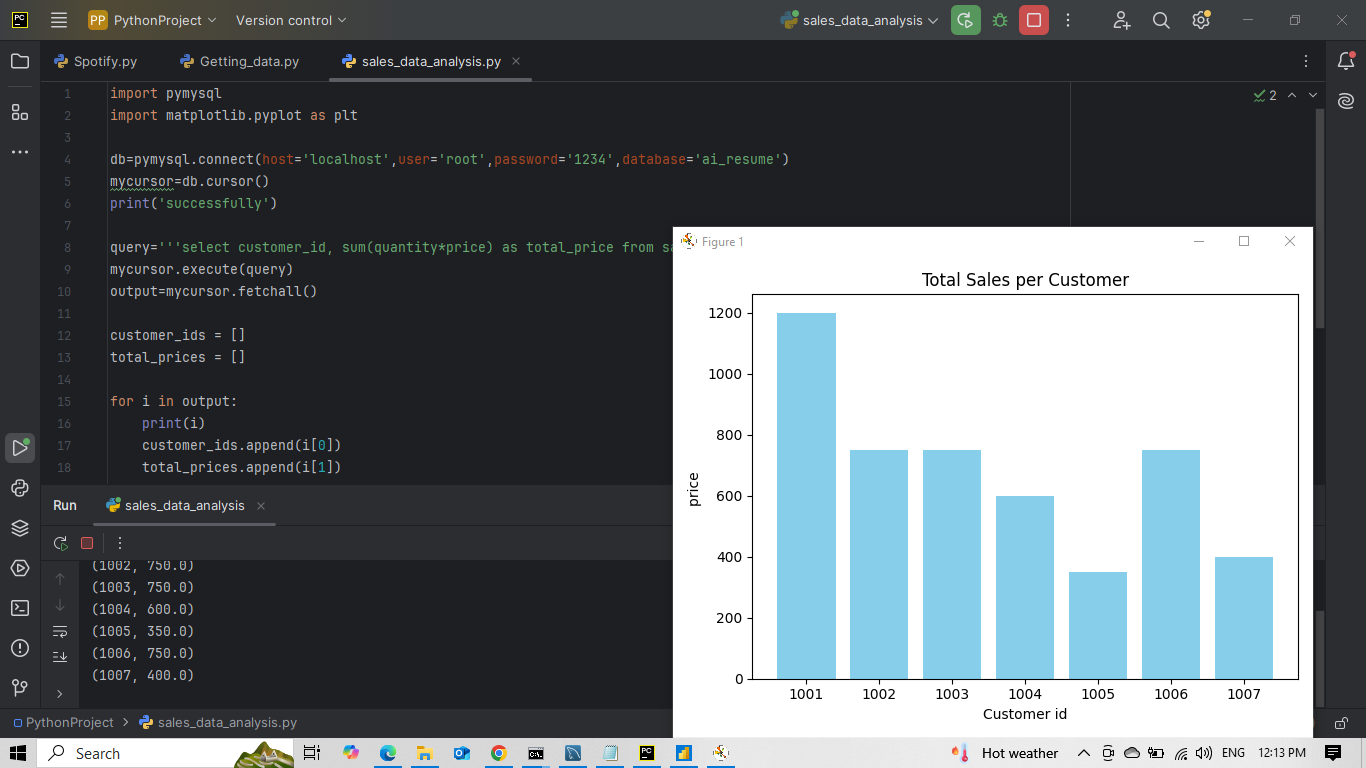 PC
PP PythonProject Version control sales_data_analysis
Spotify.py Getting_data.py sales_data_analysis.py
2
1 import pymysql
2 import matplotlib.pyplot as plt
3
4 db=pymysql.connect(host='localhost',user='root',password='1234',database='ai_resume')
5 mycursor=db.cursor()
6 print('successfully')
7
8 query='''select customer_id, sum(quantity*price) as total_price from sa
9 mycursor.execute(query)
10 output=mycursor.fetchall()
11
12 customer_ids = []
13 total_prices = []
14
15 for i in output:
16 print(i)
17 customer_ids.append(i[0])
18 total_prices.append(i[1])
Run sales_data_analysis
(1002, 750.0)
(1003, 750.0)
(1004, 600.0)
(1005, 350.0)
(1006, 750.0)
(1007, 400.0)
PythonProject sales_data_analysis.py
Figure 1
Total Sales per Customer
price
1200
1000
800
600
400
200
0
1001 1002 1003 1004 1005 1006 1007
Customer id
Search
PC
Hot weather ENG 12:13 PM